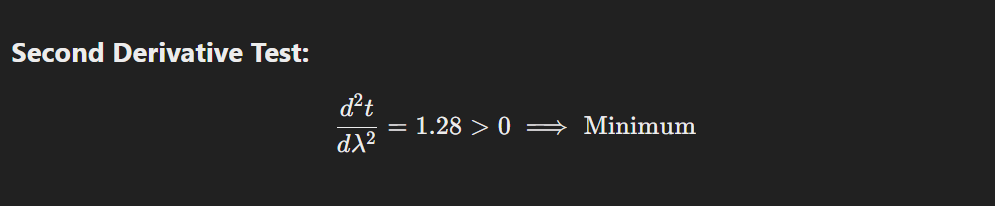 Second Derivative Test:
d²t/dλ² = 1.28 > 0 ⟹ Minimum